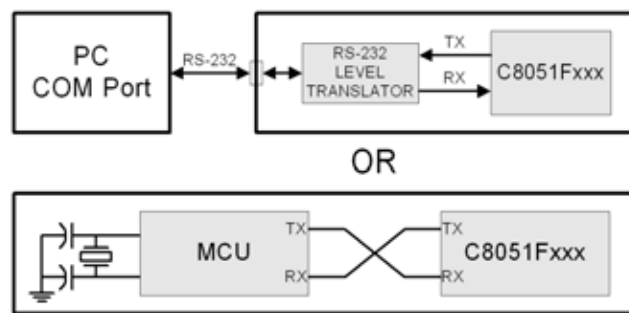 PC
COM Port
RS-232
RS-232
LEVEL
TRANSLATOR
TX
RX
C8051Fxxx
OR
MCU
TX
RX
TX
RX
C8051Fxxx